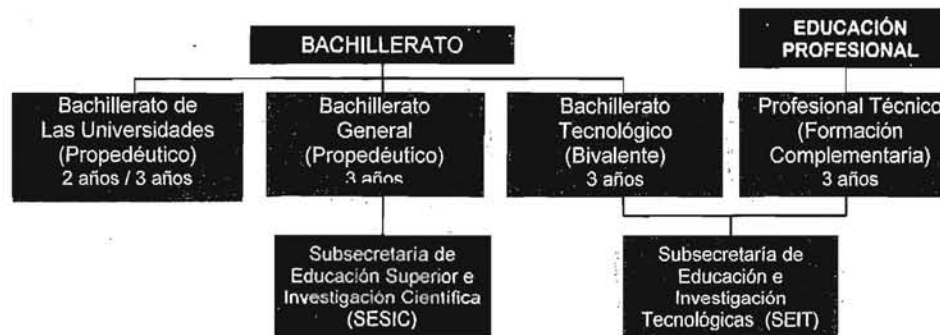 BACHILLERATO
EDUCACIÓN
PROFESIONAL
Bachillerato de
Las Universidades
(Propedéutico)
2 años / 3 años
Bachillerato
General
(Propedéutico)
3 años
Bachillerato
Tecnológico
(Bivalente)
3 años
Profesional Técnico
(Formación
Complementaria)
3 años
Subsecretaria de
Educación Superior e
Investigación Científica
(SESIC)
Subsecretaria de
Educación e
Investigación
Tecnológicas (SEIT)